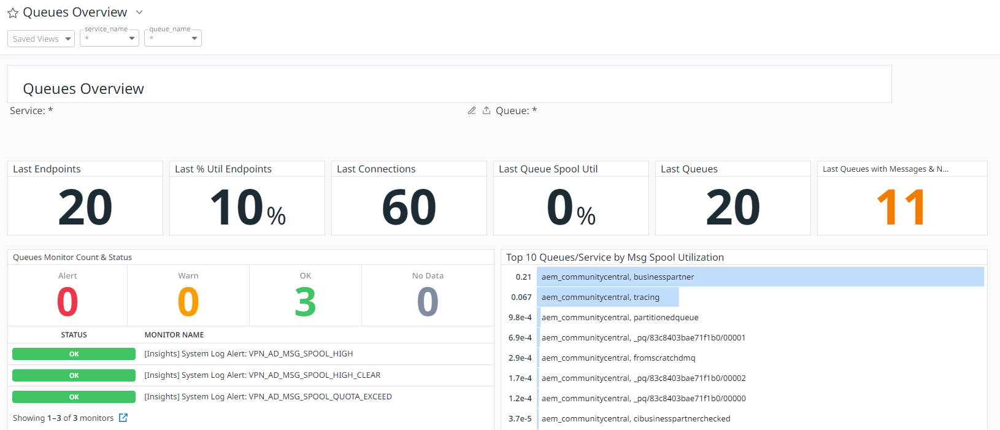 Queues Overview
Saved Views
service_name
*
queue_name
*
Queues Overview
Service: *
Queue: *
Last Endpoints
20
Last % Util Endpoints
10%
Last Connections
60
Last Queue Spool Util
0%
Last Queues
20
Last Queues with Messages & N...
11
Queues Monitor Count & Status
Alert
0
Warn
0
OK
3
No Data
0
STATUS MONITOR NAME
OK [Insights] System Log Alert: VPN_AD_MSG_SPOOL_HIGH
OK [Insights] System Log Alert: VPN_AD_MSG_SPOOL_HIGH_CLEAR
OK [Insights] System Log Alert: VPN_AD_MSG_SPOOL_QUOTA_EXCEED
Showing 1–3 of 3 monitors
Top 10 Queues/Service by Msg Spool Utilization
0.21 aem_communitycentral, businesspartner
0.067 aem_communitycentral, tracing
9.8e-4 aem_communitycentral, partitionedqueue
6.9e-4 aem_communitycentral, _pq/83c8403bae71f1b0/00001
2.9e-4 aem_communitycentral, fromscratchdmq
1.7e-4 aem_communitycentral, _pq/83c8403bae71f1b0/00002
1.2e-4 aem_communitycentral, _pq/83c8403bae71f1b0/00000
3.7e-5 aem_communitycentral, cibusinesspartnerchecked